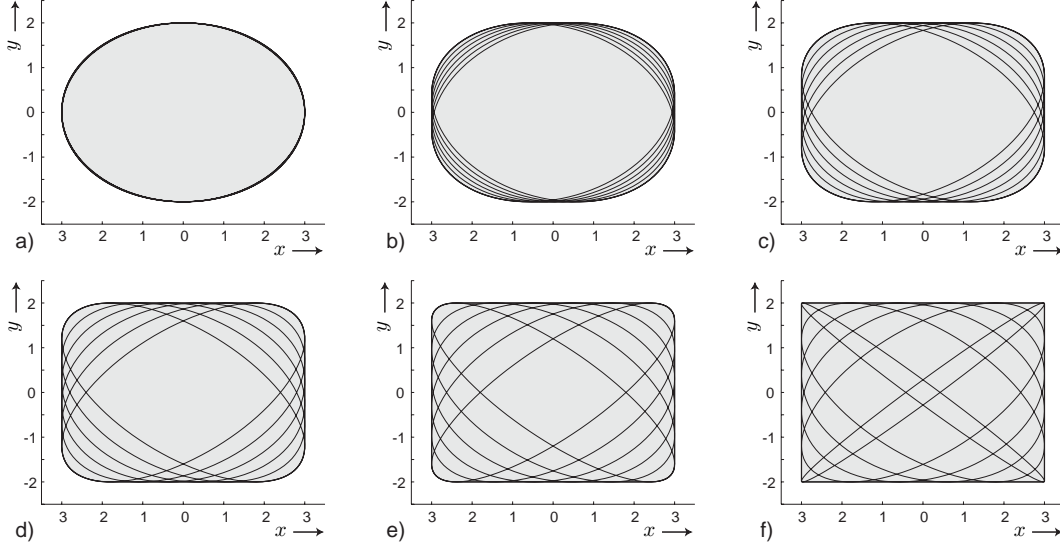 y y y
2 2 2
1 1 1
0 0 0
-1 -1 -1
-2 -2 -2
3 2 1 0 1 2 3 3 2 1 0 1 2 3 3 2 1 0 1 2 3
a) x b) x c) x
y y y
2 2 2
1 1 1
0 0 0
-1 -1 -1
-2 -2 -2
3 2 1 0 1 2 3 3 2 1 0 1 2 3 3 2 1 0 1 2 3
d) x e) x f) x